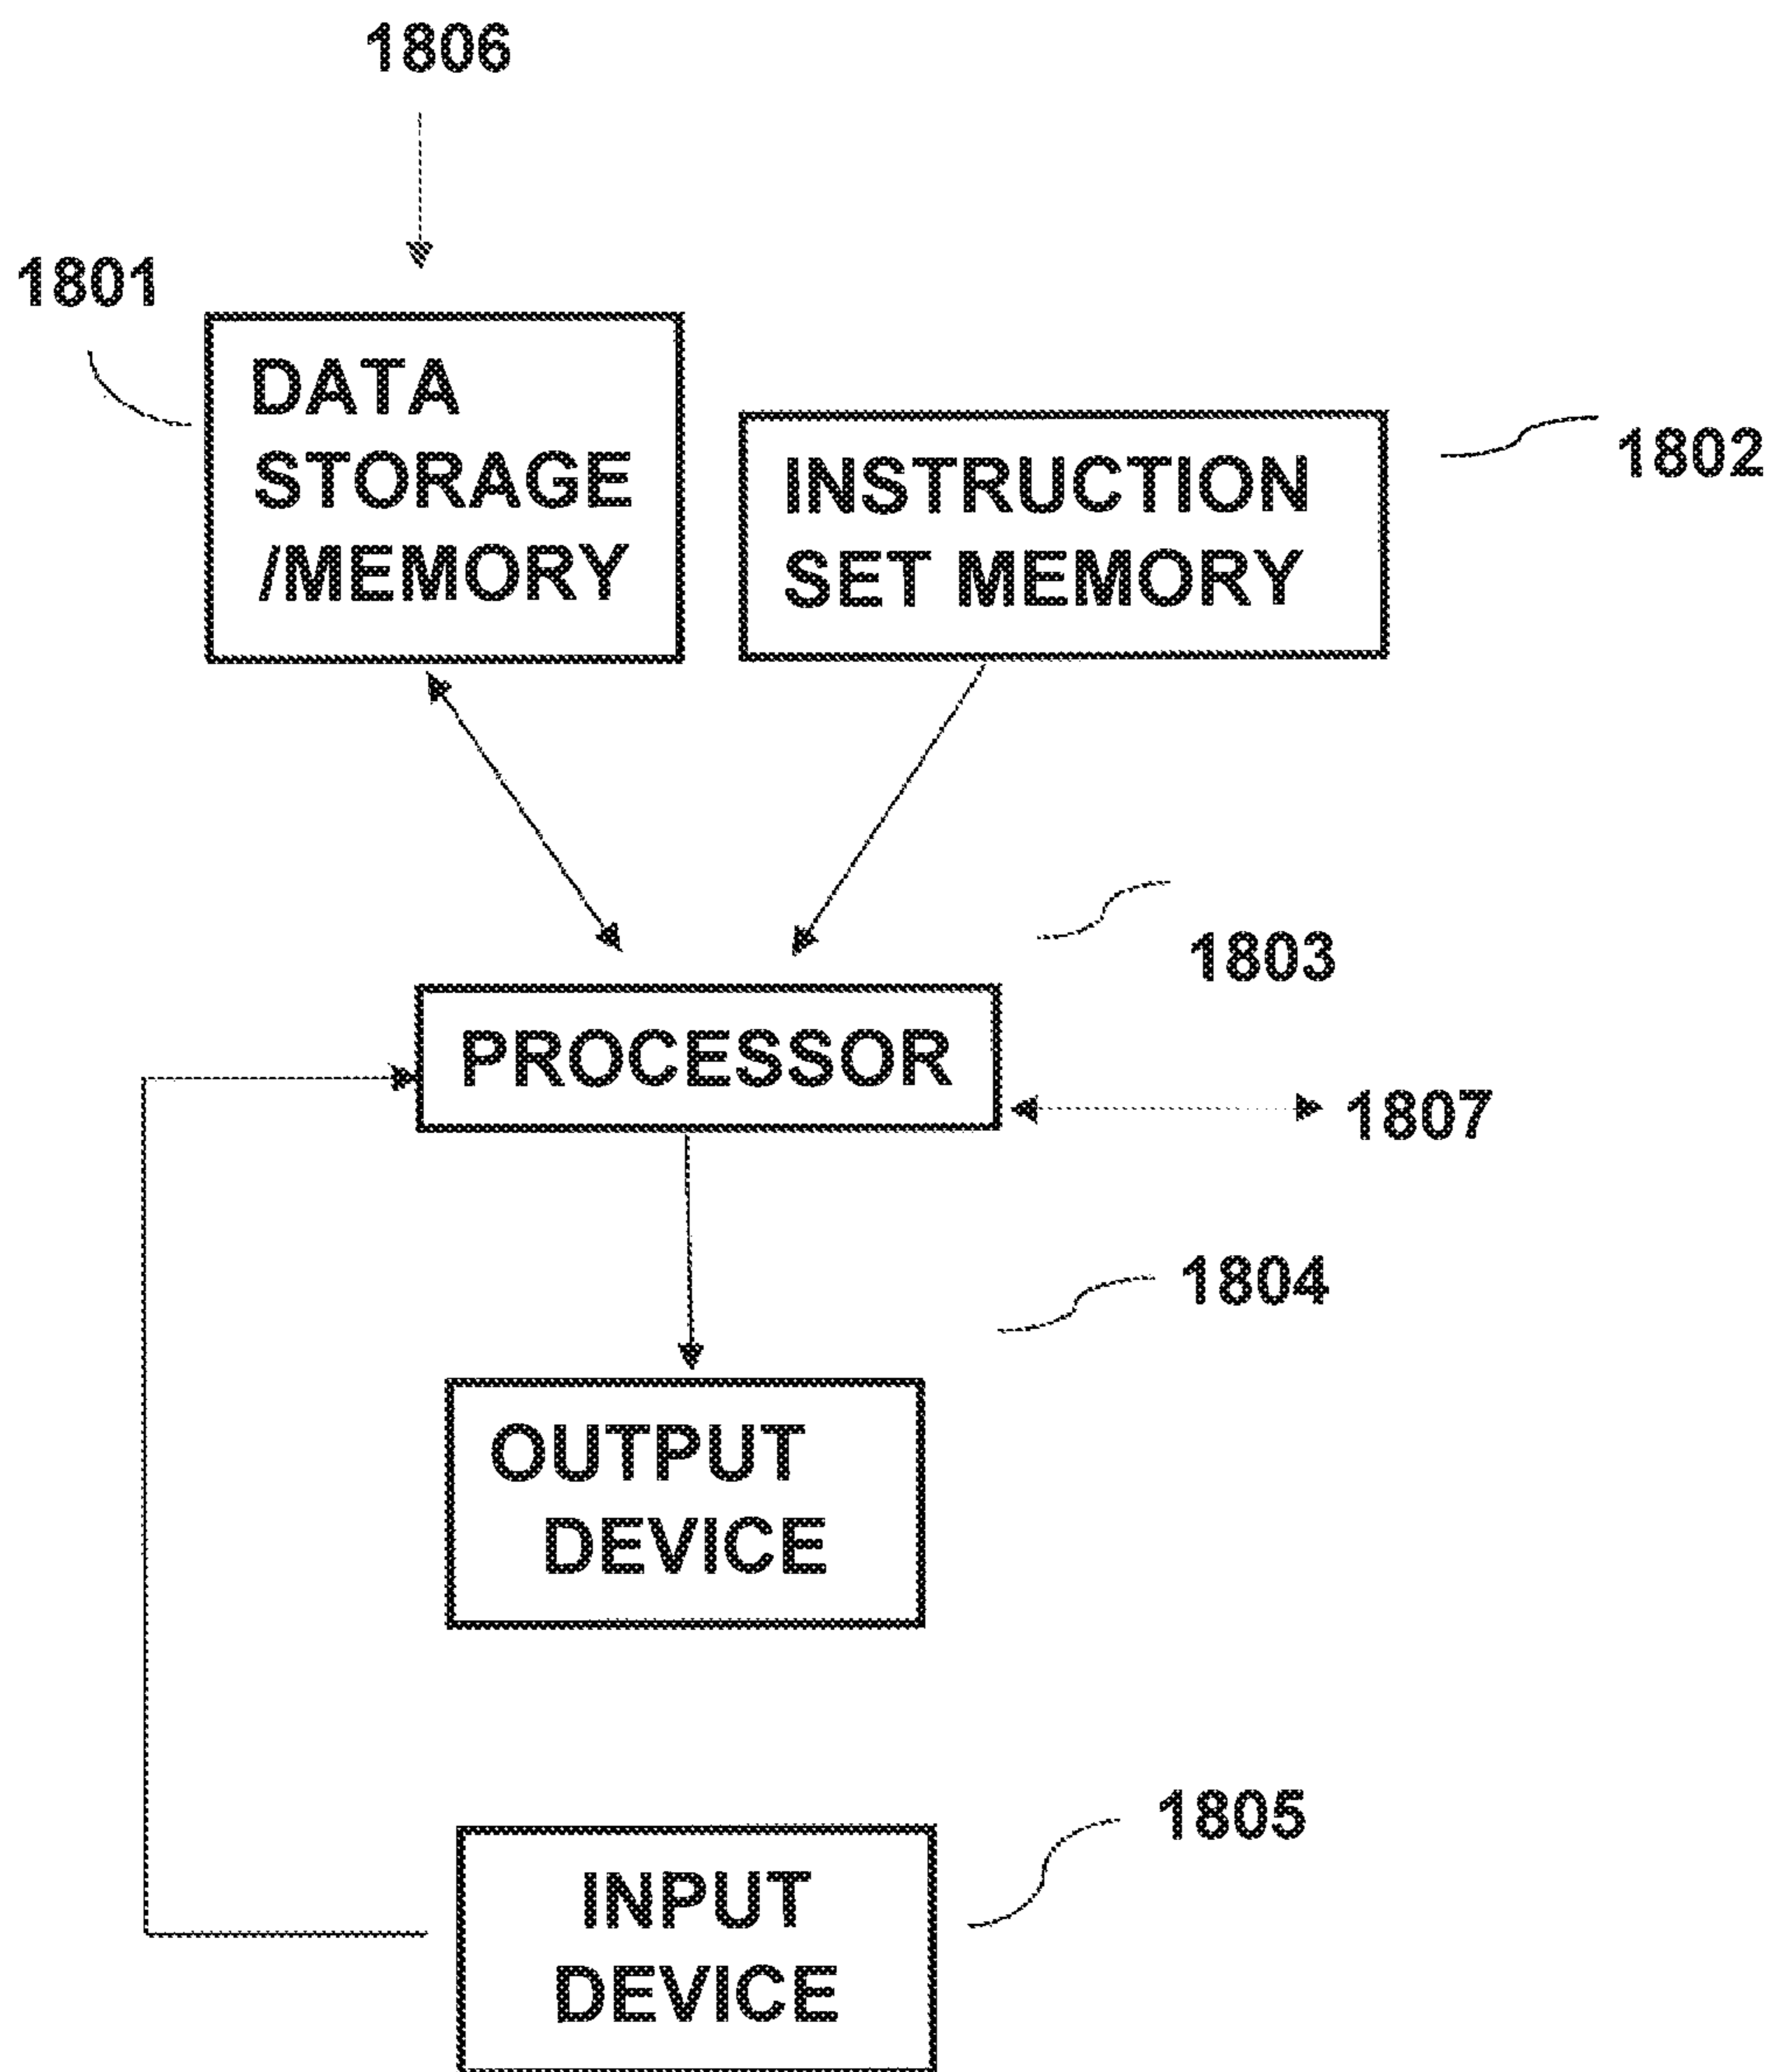 1806
1801
DATA
STORAGE
/MEMORY
INSTRUCTION
SET MEMORY
1802
1803
PROCESSOR
1807
1804
OUTPUT
DEVICE
1805
INPUT
DEVICE